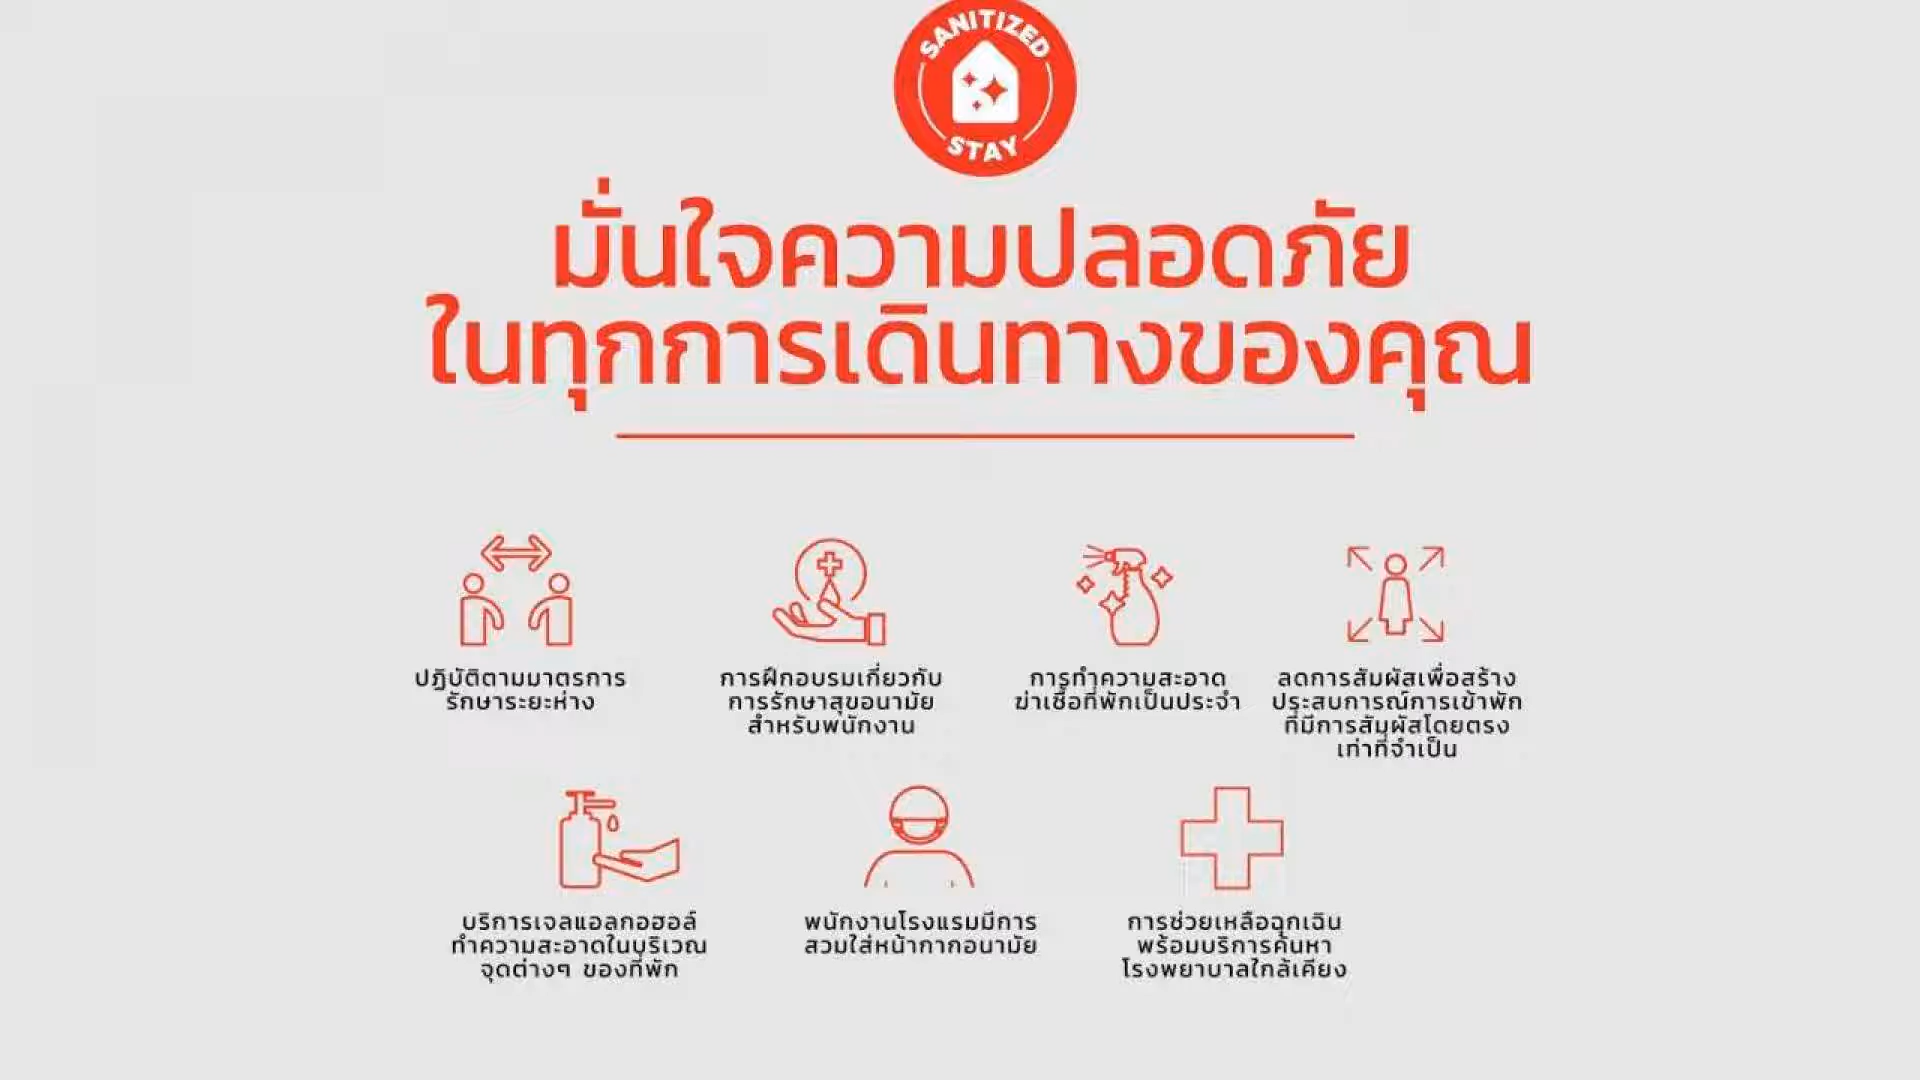 SANITIZED
STAY
มั่นใจความปลอดภัย
ในทุกการเดินทางของคุณ
ปฏิบัติตามมาตรการ
รักษาระยะห่าง
การฝึกอบรมเกี่ยวกับ
การรักษาสุขอนามัย
สำหรับพนักงาน
การทำความสะอาด
ฆ่าเชื้อที่พักเป็นประจำ
ลดการสัมผัสเพื่อสร้าง
ประสบการณ์การเข้าพัก
ที่มีการสัมผัสโดยตรง
เท่าที่จำเป็น
บริการเจลแอลกอฮอล์
ทำความสะอาดในบริเวณ
จุดต่างๆ ของที่พัก
พนักงานโรงแรมมีการ
สวมใส่หน้ากากอนามัย
การช่วยเหลือฉุกเฉิน
พร้อมบริการค้นหา
โรงพยาบาลใกล้เคียง